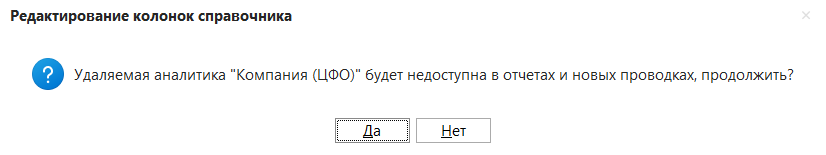 Редактирование колонок справочника
Удаляемая аналитика "Компания (ЦФО)" будет недоступна в отчетах и новых проводках, продолжить?
Да Нет